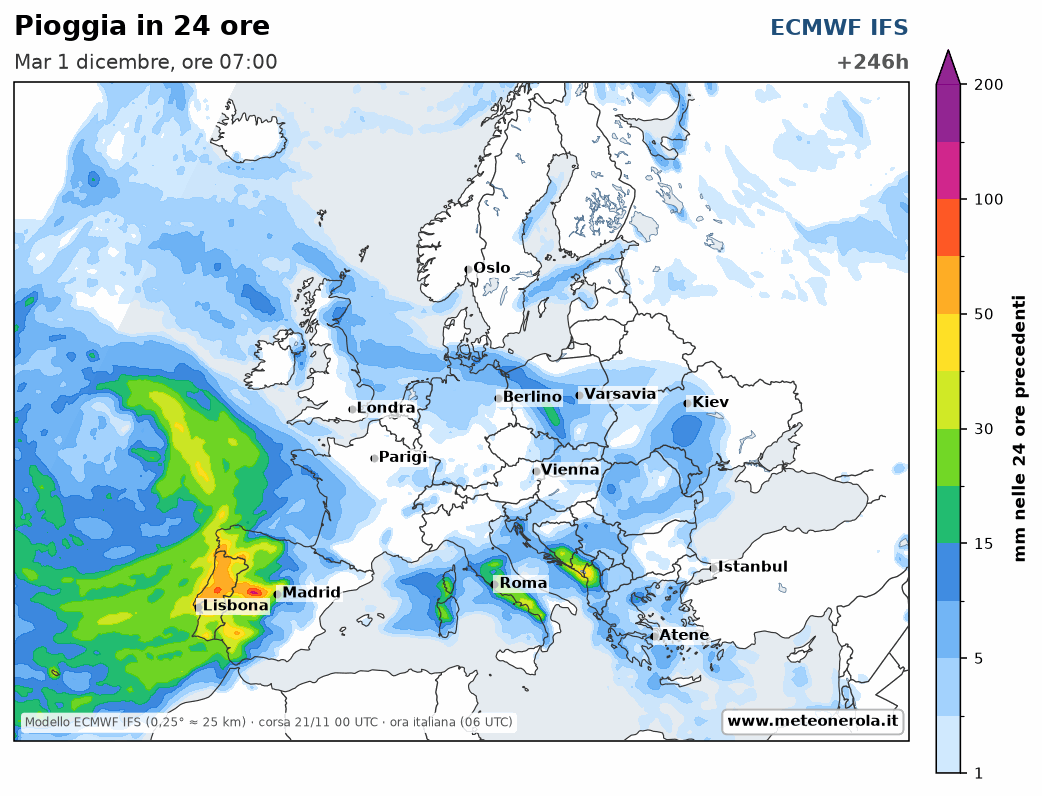 Pioggia in 24 ore
ECMWF IFS
Mar 1 dicembre, ore 07:00
+246h
200
100
50
30
15
5
1
mm nelle 24 ore precedenti
Oslo
Londra
Berlino
Varsavia
Kiev
Parigi
Vienna
Istanbul
Roma
Madrid
Lisbona
Atene
Modello ECMWF IFS (0,25° ≈ 25 km) · corsa 21/11 00 UTC · ora italiana (06 UTC)
www.meteonerola.it